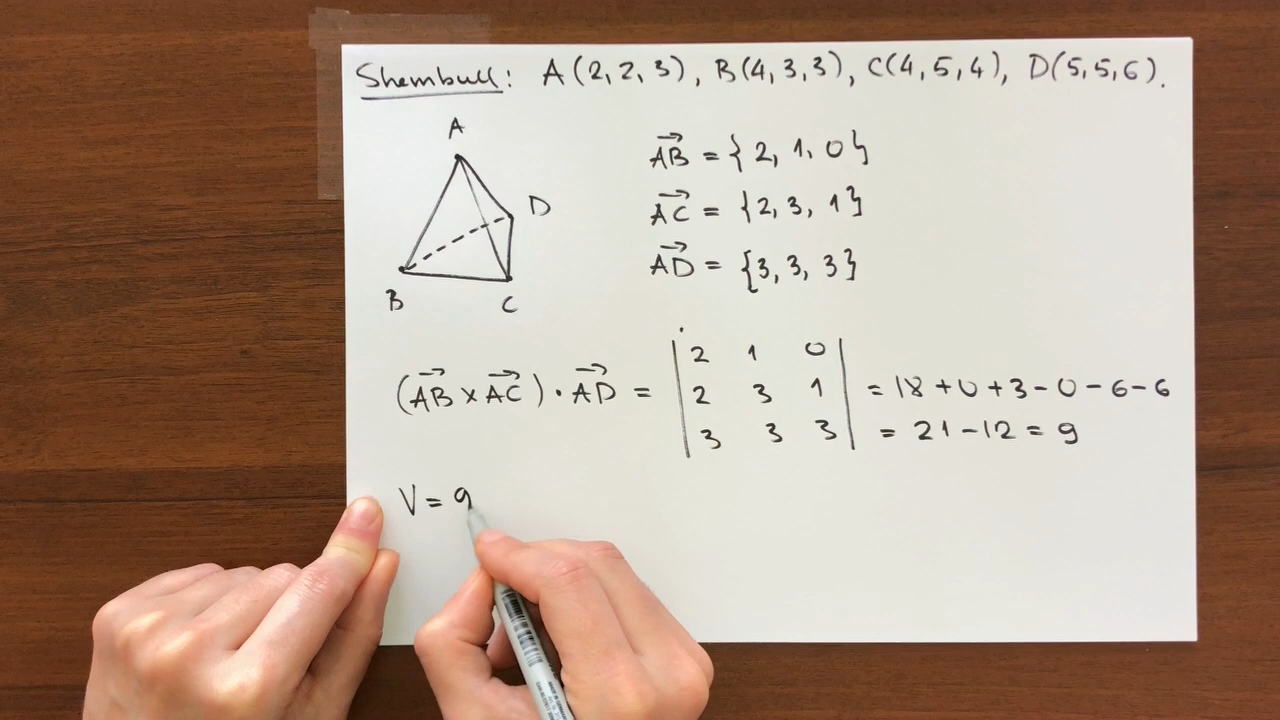 Shembull: A(2,2,3), B(4,3,3), C(4,5,4), D(5,5,6).
A
D
B
C
AB = {2, 1, 0}
AC = {2, 3, 1}
AD = {3, 3, 3}
(AB × AC) · AD = | 2 1 0 |
| 2 3 1 | = 18 + 0 + 3 - 0 - 6 - 6
| 3 3 3 | = 21 - 12 = 9
V = 9